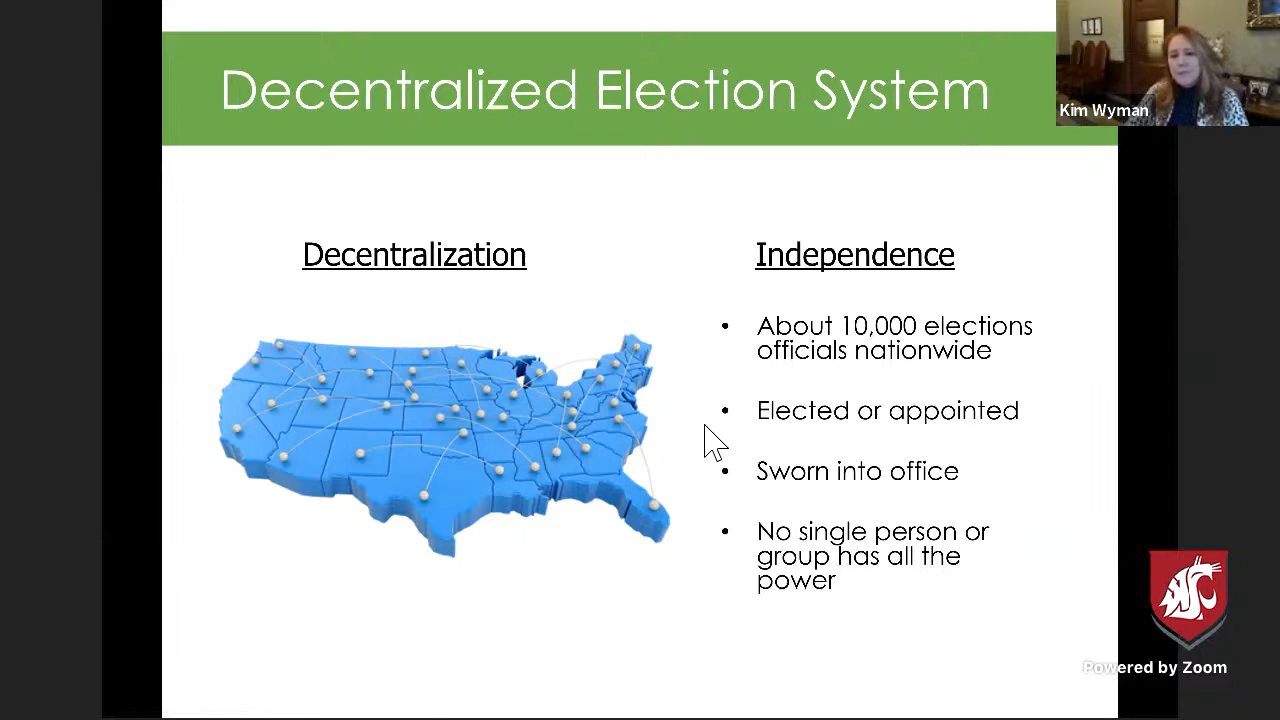 Decentralized Election System
Kim Wyman
Decentralization
Independence
• About 10,000 elections
officials nationwide
• Elected or appointed
• Sworn into office
• No single person or
group has all the
power
Powered by Zoom